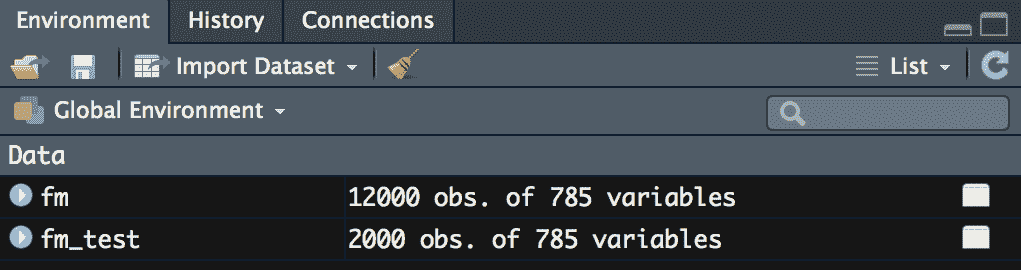 Environment History Connections
Import Dataset List
Global Environment
Data
fm 12000 obs. of 785 variables
fm_test 2000 obs. of 785 variables